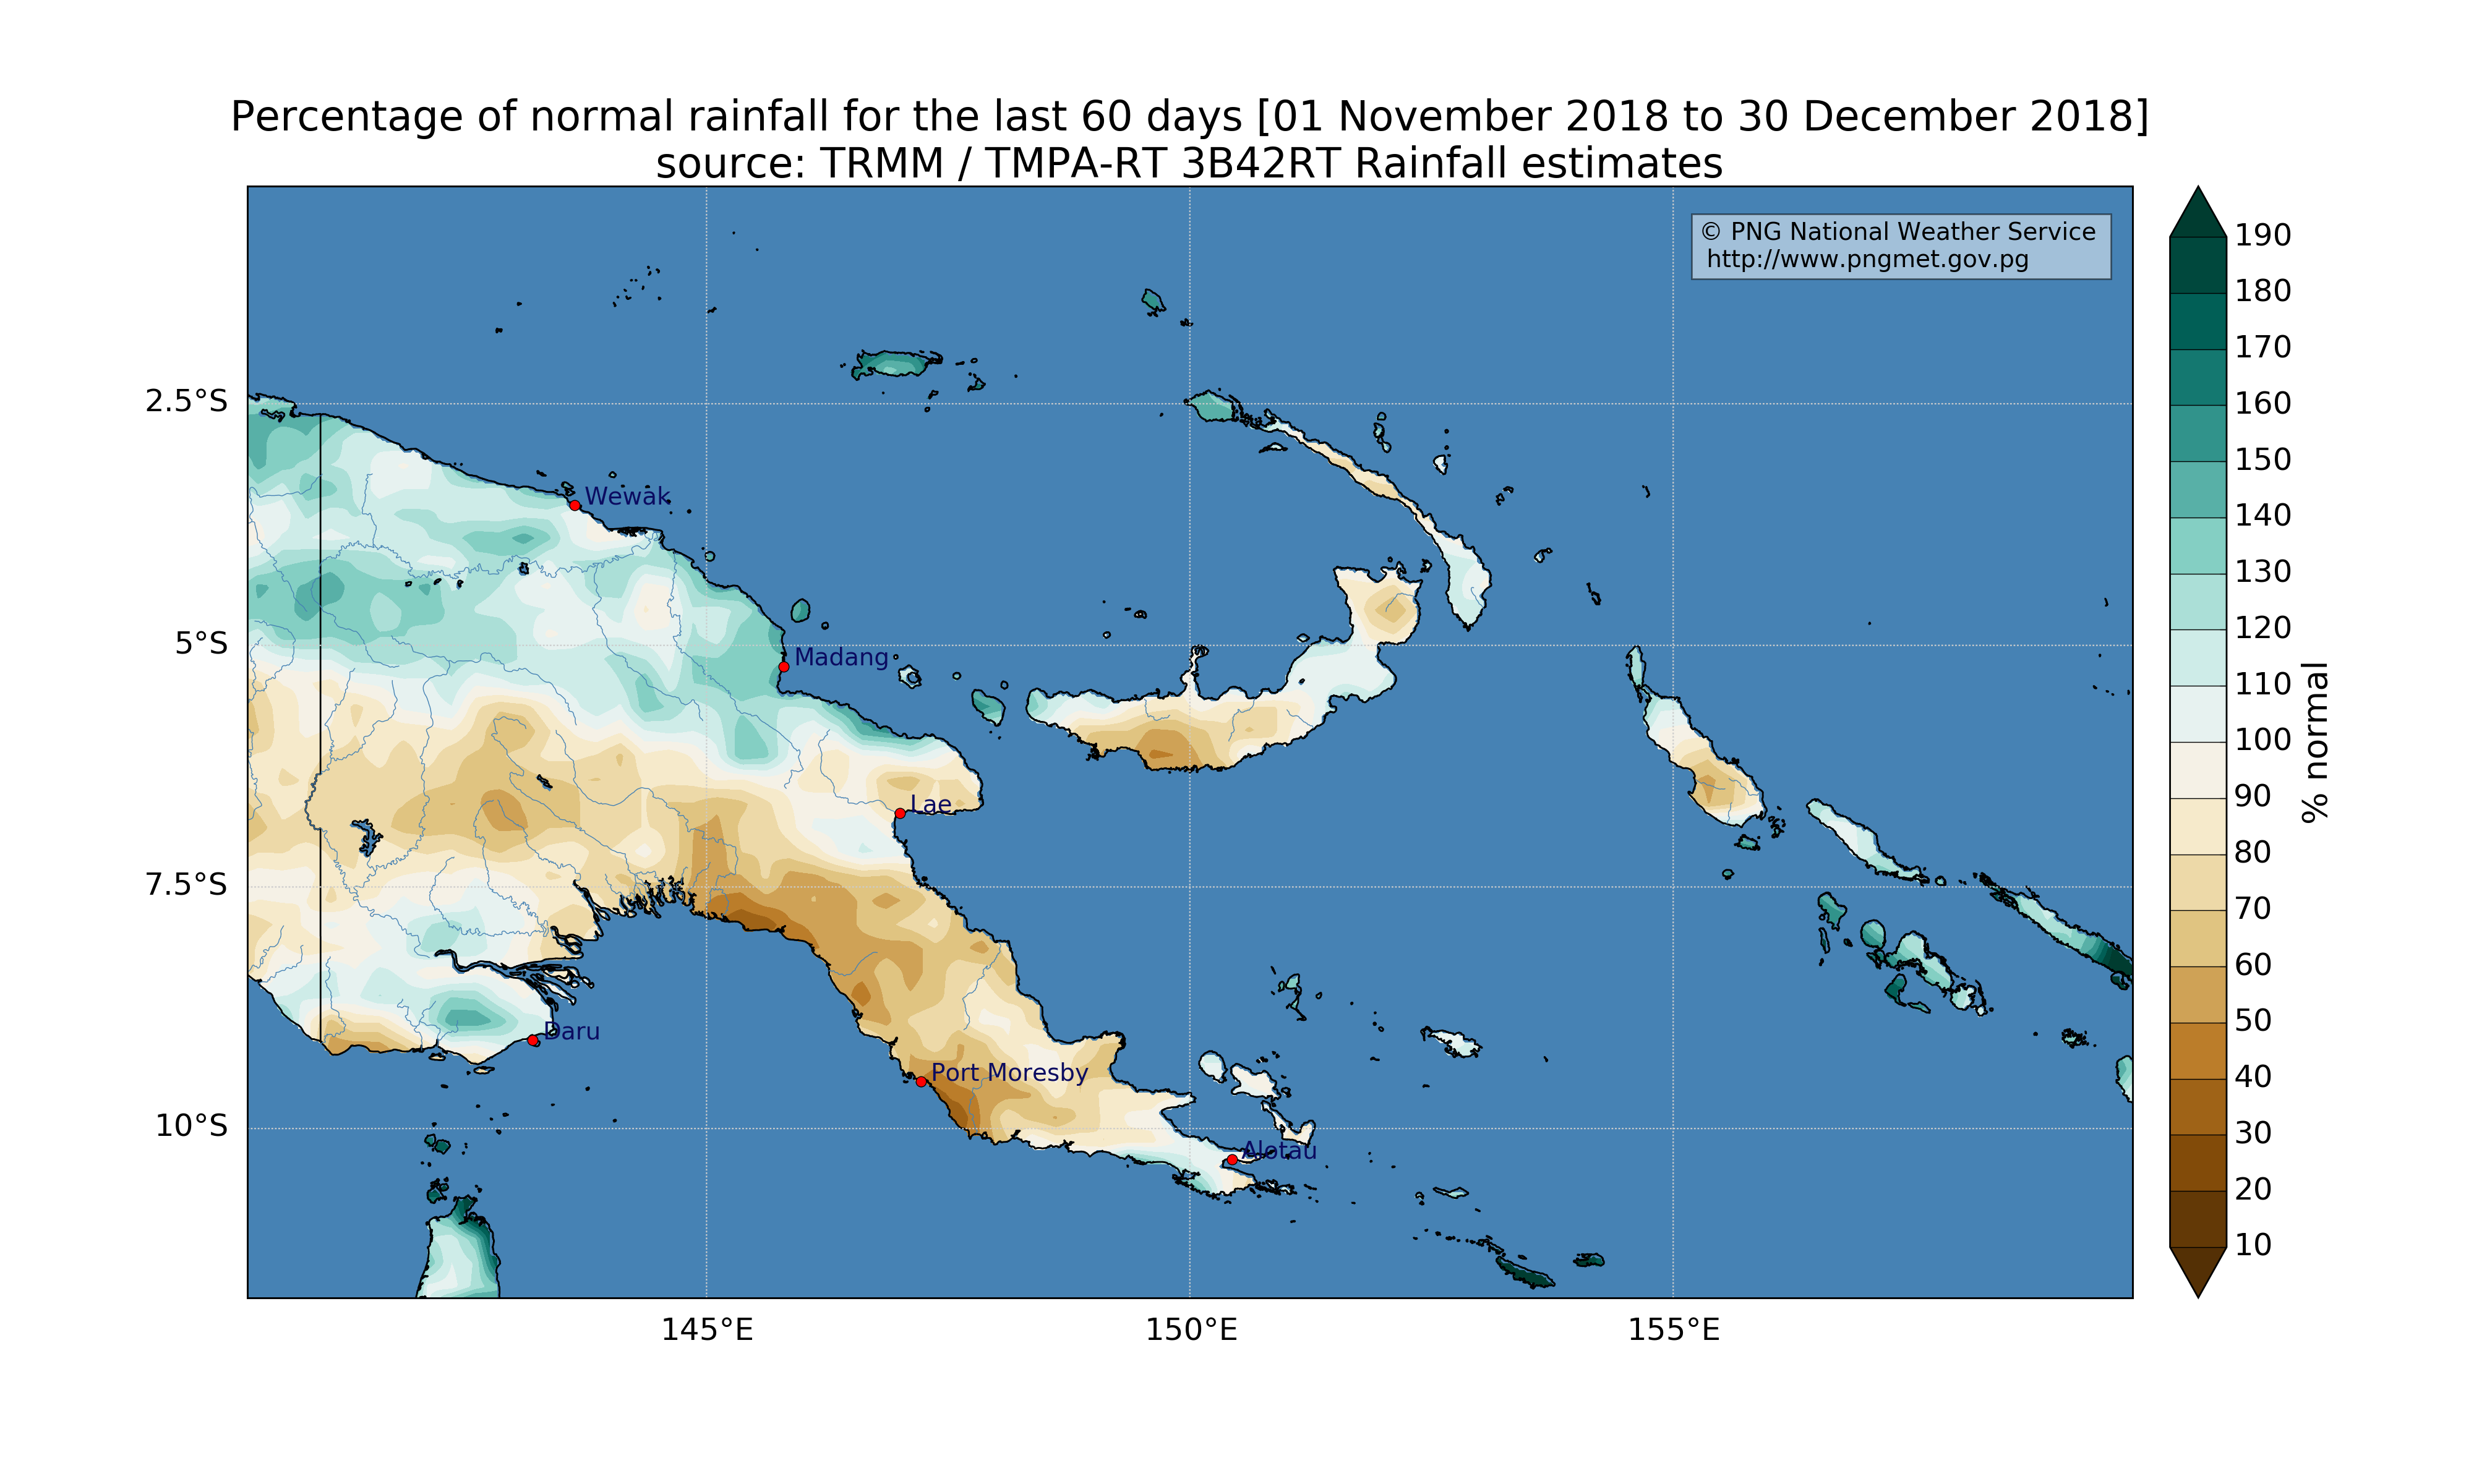 Percentage of normal rainfall for the last 60 days [01 November 2018 to 30 December 2018]
source: TRMM / TMPA-RT 3B42RT Rainfall estimates
© PNG National Weather Service
http://www.pngmet.gov.pg
2.5°S
5°S
7.5°S
10°S
Wewak
Madang
Lae
Daru
Port Moresby
Alotau
145°E
150°E
155°E
190
180
170
160
150
140
130
120
110
100
90
80
70
60
50
40
30
20
10
% normal